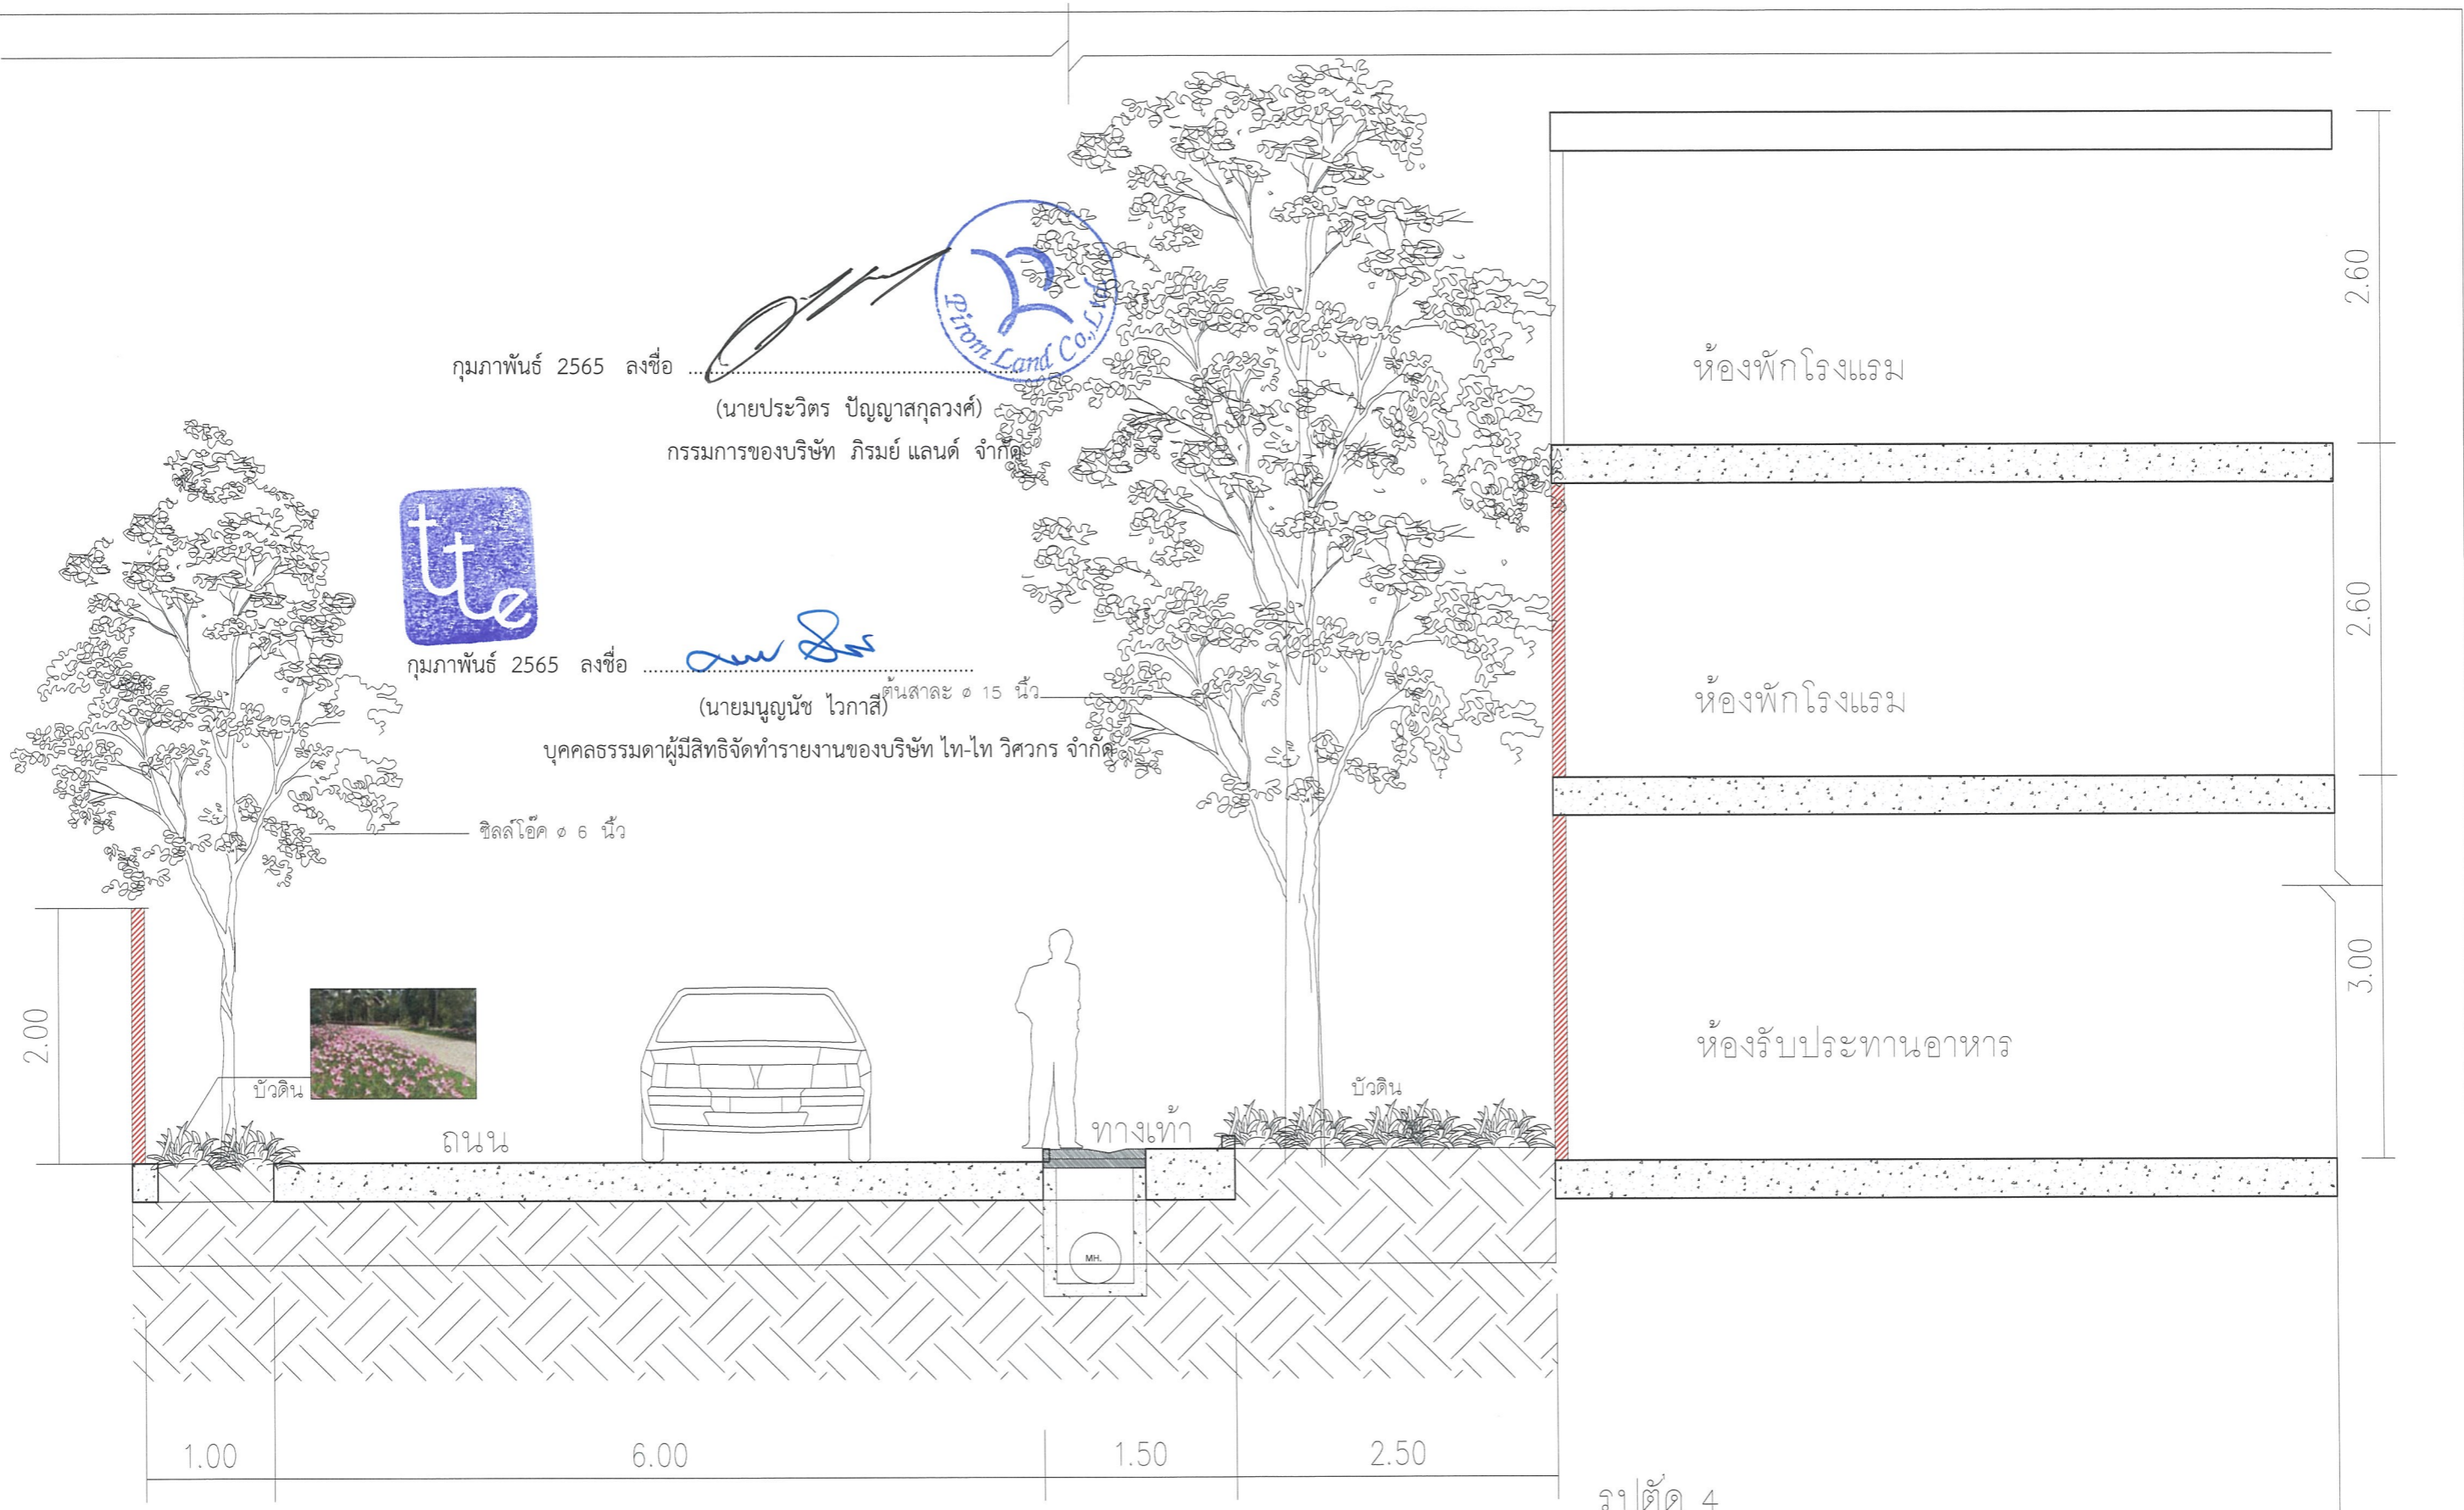 กุมภาพันธ์ 2565 ลงชื่อ
Pirom Land Co.,Ltd
(นายประวิตร ปัญญาสกุลวงศ์)
กรรมการของบริษัท ภิรมย์ แลนด์ จำกัด
tte
กุมภาพันธ์ 2565 ลงชื่อ
(นายมนูญนัช ไวกาสี)
ต้นสาละ ø 15 นิ้ว
บุคคลธรรมดาผู้มีสิทธิจัดทำรายงานของบริษัท ไท-ไท วิศวกร จำกัด
ซิลล์โอ๊ค ø 6 นิ้ว
ห้องพักโรงแรม
2.60
ห้องพักโรงแรม
2.60
ห้องรับประทานอาหาร
3.00
2.00
บัวดิน
ถนน
ทางเท้า
บัวดิน
MH.
1.00
6.00
1.50
2.50
รูปตัด 4